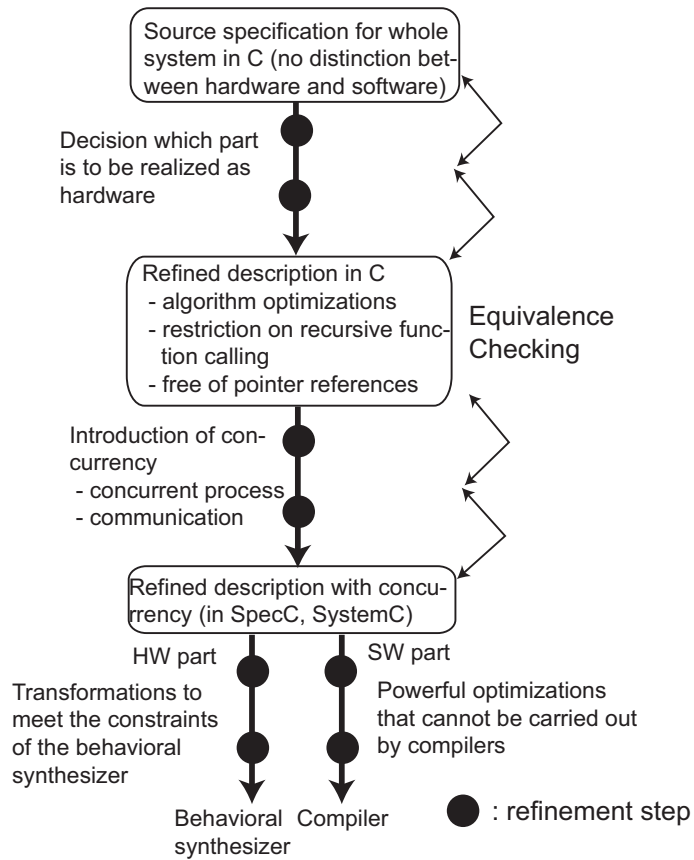 Source specification for whole
system in C (no distinction bet-
ween hardware and software)
Decision which part
is to be realized as
hardware
Refined description in C
- algorithm optimizations
- restriction on recursive func-
tion calling
- free of pointer references
Equivalence
Checking
Introduction of con-
currency
- concurrent process
- communication
Refined description with concu-
rrency (in SpecC, SystemC)
HW part
SW part
Transformations to
meet the constraints
of the behavioral
synthesizer
Powerful optimizations
that cannot be carried out
by compilers
Behavioral
synthesizer
Compiler
: refinement step